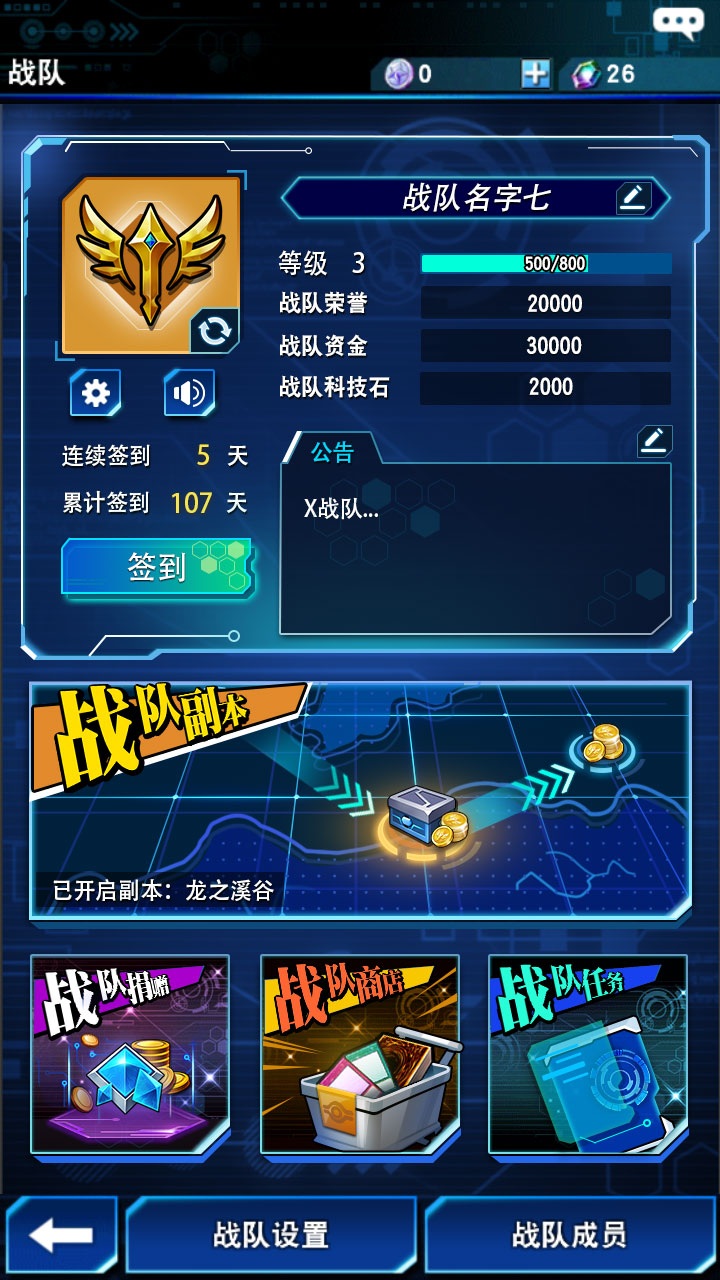 战队
0
26
战队名字七
等级 3 500/800
战队荣誉 20000
战队资金 30000
战队科技石 2000
连续签到 5 天
累计签到 107 天
签到
公告
X战队...
战队副本
已开启副本：龙之溪谷
战队捐赠
战队商店
战队任务
战队设置
战队成员